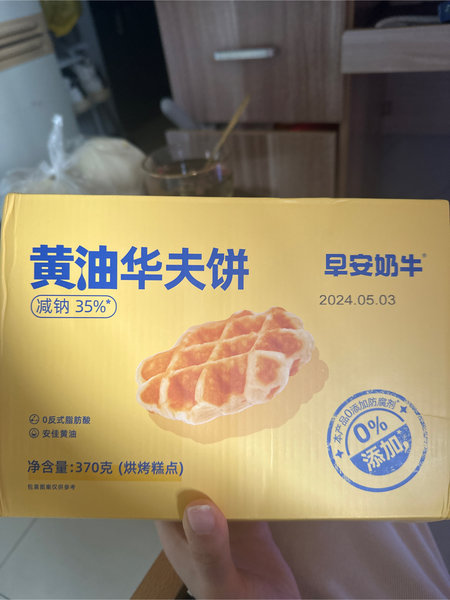 黄油华夫饼
早安奶牛®
减钠 35%*
2024.05.03
0反式脂肪酸
安佳黄油
本产品0添加防腐剂
0%
添加
净含量:370克 (烘烤糕点)
包装图案仅供参考